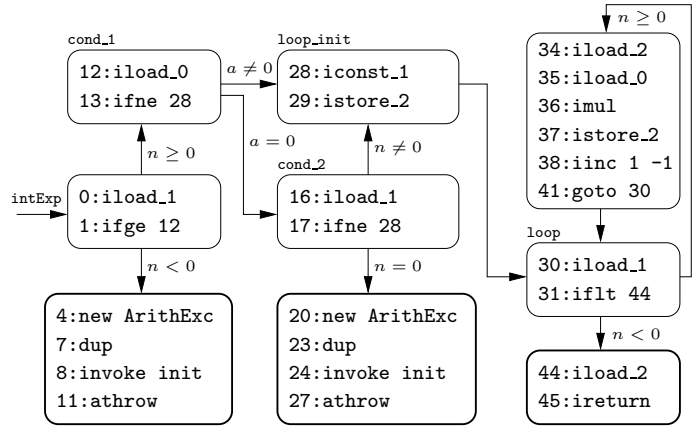 cond_1
12:iload_0
13:ifne 28
a ≠ 0
a = 0
n ≥ 0
intExp
0:iload_1
1:ifge 12
n < 0
4:new ArithExc
7:dup
8:invoke init
11:athrow
loop_init
28:iconst_1
29:istore_2
n ≠ 0
cond_2
16:iload_1
17:ifne 28
n = 0
20:new ArithExc
23:dup
24:invoke init
27:athrow
n ≥ 0
34:iload_2
35:iload_0
36:imul
37:istore_2
38:iinc 1 -1
41:goto 30
loop
30:iload_1
31:iflt 44
n < 0
44:iload_2
45:ireturn